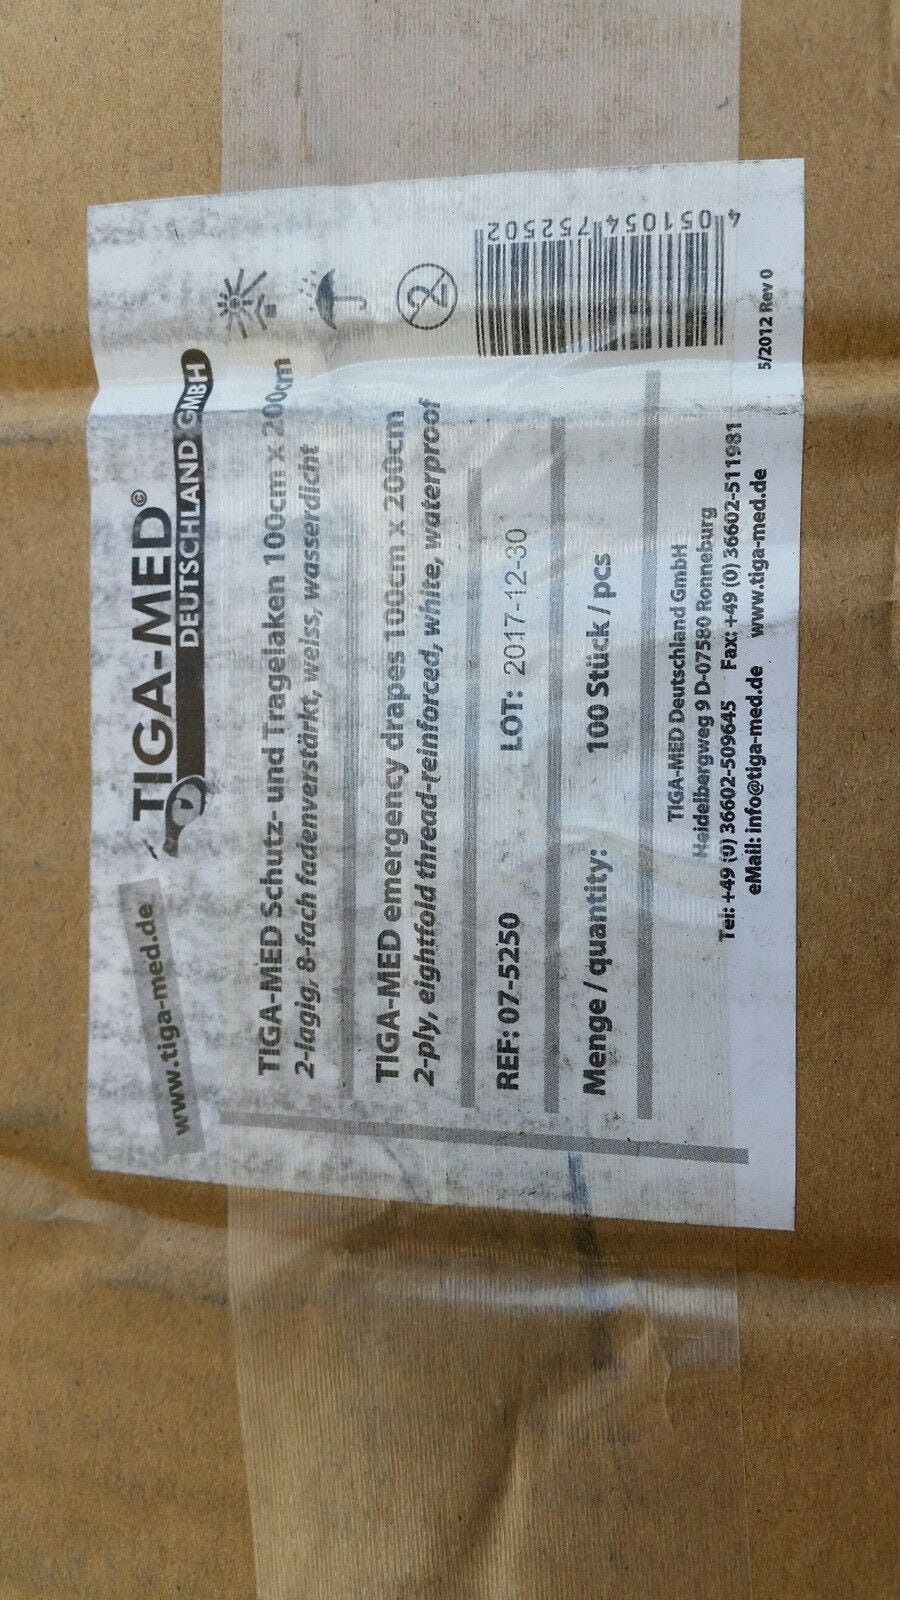 www.tiga-med.de
TIGA-MED©
DEUTSCHLAND GMBH
TIGA-MED Schutz- und Tragelaken 100cm x 200cm
2-lagig, 8-fach fadenverstärkt, weiss, wasserdicht
TIGA-MED emergency drapes 100cm x 200cm
2-ply, eightfold thread-reinforced, white, waterproof
2
REF: 07-5250 LOT: 2017-12-30
Menge / quantity: 100 Stück / pcs
4 051054 752502
TIGA-MED Deutschland GmbH
Heidelbergweg 9 D-07580 Ronneburg
Tel: +49 (0) 36602-509645 Fax: +49 (0) 36602-511981
eMail: info@tiga-med.de www.tiga-med.de
5/2012 Rev 0